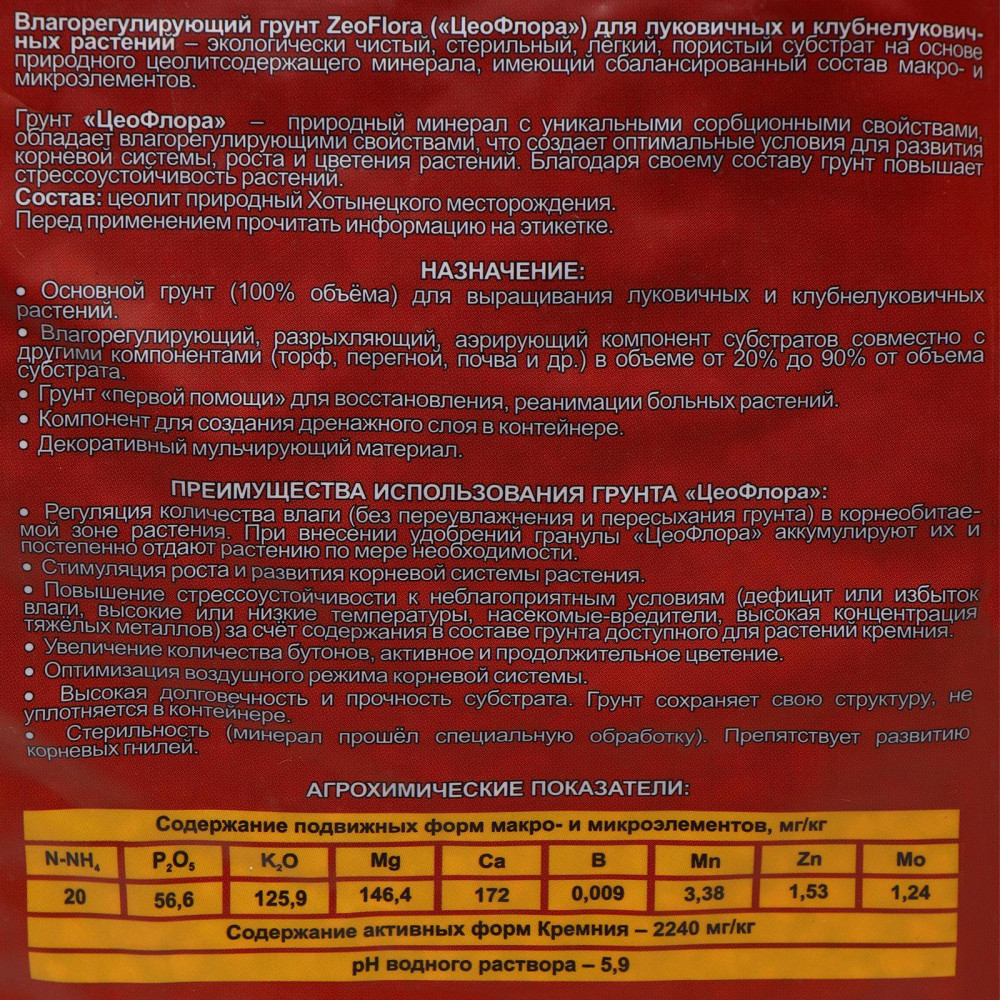 Влагорегулирующий грунт ZeoFlora («ЦеоФлора») для луковичных и клубнелукович-
ных растений – экологически чистый, стерильный, лёгкий, пористый субстрат на основе
природного цеолитсодержащего минерала, имеющий сбалансированный состав макро- и
микроэлементов.
Грунт «ЦеоФлора» – природный минерал с уникальными сорбционными свойствами,
обладает влагорегулирующими свойствами, что создает оптимальные условия для развития
корневой системы, роста и цветения растений. Благодаря своему составу грунт повышает
стрессоустойчивость растений.
Состав: цеолит природный Хотынецкого месторождения.
Перед применением прочитать информацию на этикетке.
НАЗНАЧЕНИЕ:
• Основной грунт (100% объёма) для выращивания луковичных и клубнелуковичных
растений.
• Влагорегулирующий, разрыхляющий, аэрирующий компонент субстратов совместно с
другими компонентами (торф, перегной, почва и др.) в объеме от 20% до 90% от объема
субстрата.
• Грунт «первой помощи» для восстановления, реанимации больных растений.
• Компонент для создания дренажного слоя в контейнере.
• Декоративный мульчирующий материал.
ПРЕИМУЩЕСТВА ИСПОЛЬЗОВАНИЯ ГРУНТА «ЦеоФлора»:
• Регуляция количества влаги (без переувлажнения и пересыхания грунта) в корнеобитае-
мой зоне растения. При внесении удобрений гранулы «ЦеоФлора» аккумулируют их и
постепенно отдают растению по мере необходимости.
• Стимуляция роста и развития корневой системы растения.
• Повышение стрессоустойчивости к неблагоприятным условиям (дефицит или избыток
влаги, высокие или низкие температуры, насекомые-вредители, высокая концентрация
тяжёлых металлов) за счёт содержания в составе грунта доступного для растений кремния.
• Увеличение количества бутонов, активное и продолжительное цветение.
• Оптимизация воздушного режима корневой системы.
• Высокая долговечность и прочность субстрата. Грунт сохраняет свою структуру, не
уплотняется в контейнере.
• Стерильность (минерал прошёл специальную обработку). Препятствует развитию
корневых гнилей.
АГРОХИМИЧЕСКИЕ ПОКАЗАТЕЛИ:
Содержание подвижных форм макро- и микроэлементов, мг/кг
N-NH₄ P₂O₅ K₂O Mg Ca B Mn Zn Mo
20 56,6 125,9 146,4 172 0,009 3,38 1,53 1,24
Содержание активных форм Кремния – 2240 мг/кг
pH водного раствора – 5,9